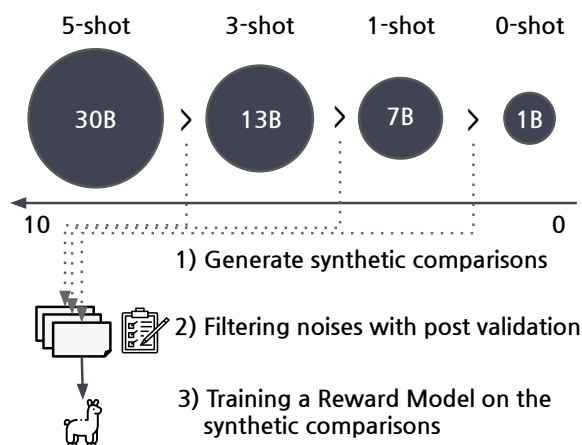 5-shot 3-shot 1-shot 0-shot
30B > 13B > 7B > 1B
10 0
1) Generate synthetic comparisons
2) Filtering noises with post validation
3) Training a Reward Model on the
synthetic comparisons